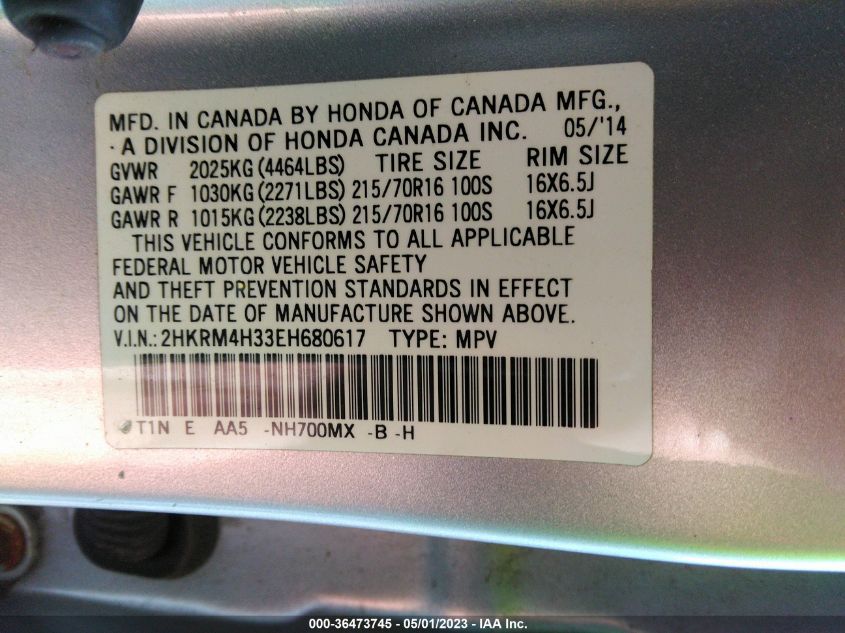 MFD. IN CANADA BY HONDA OF CANADA MFG.,
A DIVISION OF HONDA CANADA INC. 05/'14
GVWR 2025KG (4464LBS) TIRE SIZE RIM SIZE
GAWR F 1030KG (2271LBS) 215/70R16 100S 16X6.5J
GAWR R 1015KG (2238LBS) 215/70R16 100S 16X6.5J
THIS VEHICLE CONFORMS TO ALL APPLICABLE
FEDERAL MOTOR VEHICLE SAFETY
AND THEFT PREVENTION STANDARDS IN EFFECT
ON THE DATE OF MANUFACTURE SHOWN ABOVE.
V.I.N.: 2HKRM4H33EH680617 TYPE: MPV
T1N E AA5 -NH700MX -B -H
000-36473745 - 05/01/2023 - IAA Inc.